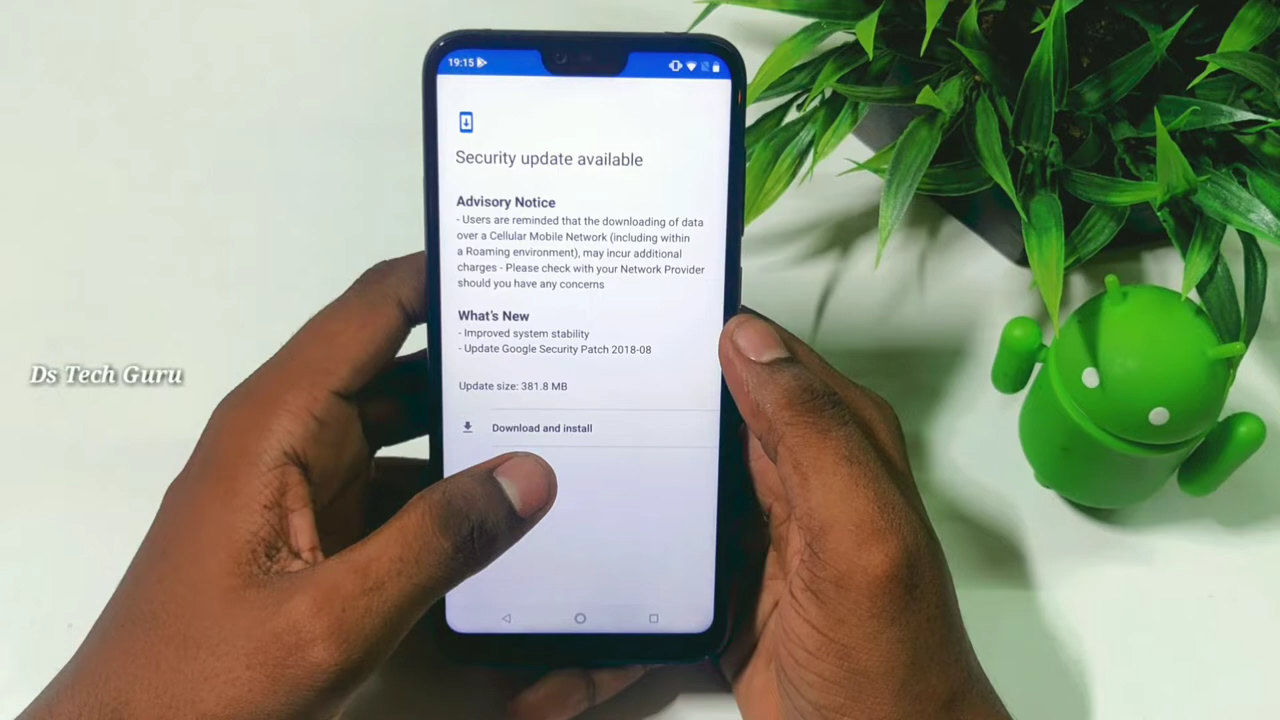 19:15
Security update available
Advisory Notice
- Users are reminded that the downloading of data
over a Cellular Mobile Network (including within
a Roaming environment), may incur additional
charges - Please check with your Network Provider
should you have any concerns
What's New
- Improved system stability
- Update Google Security Patch 2018-08
Update size: 381.8 MB
Download and install
Ds Tech Guru